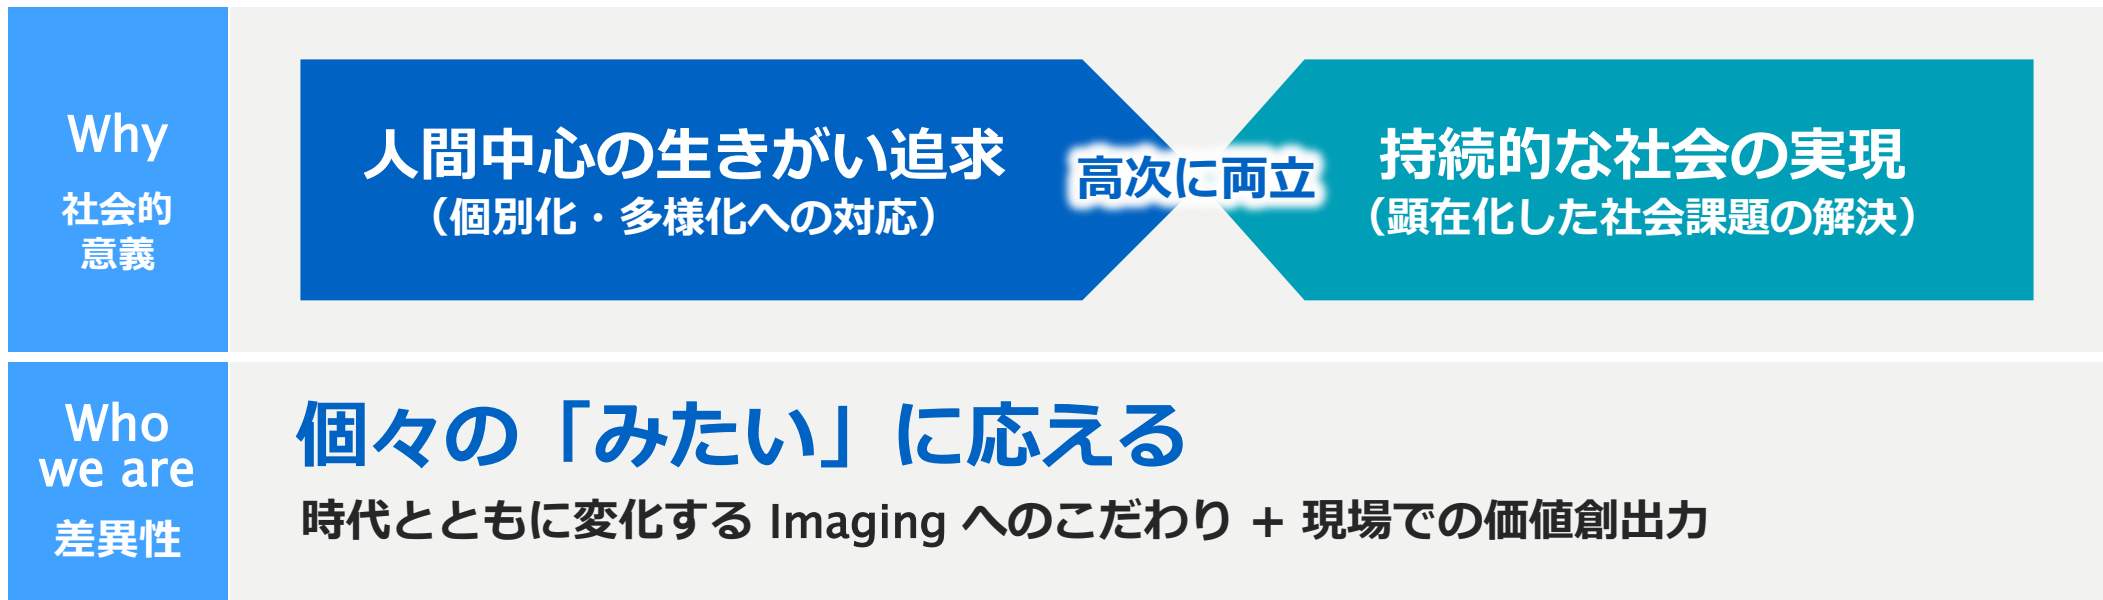 Why
社会的
意義
人間中心の生きがい追求
（個別化・多様化への対応）
高次に両立
持続的な社会の実現
（顕在化した社会課題の解決）
Who
we are
差異性
個々の「みたい」に応える
時代とともに変化する Imaging へのこだわり + 現場での価値創出力